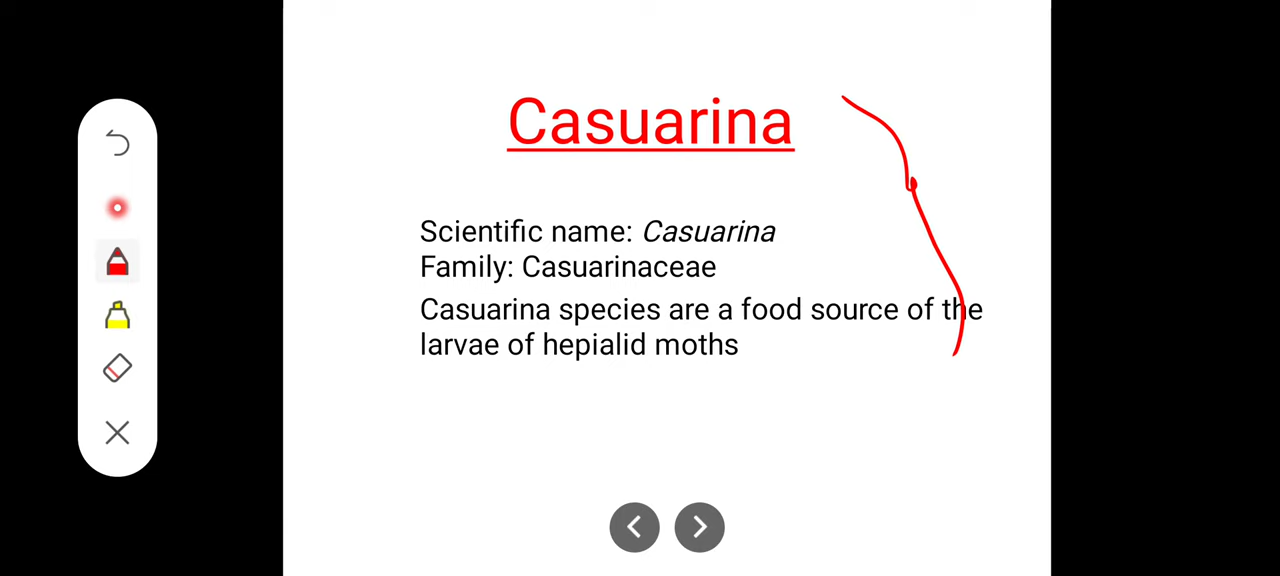 Casuarina
Scientific name: Casuarina
Family: Casuarinaceae
Casuarina species are a food source of the
larvae of hepialid moths